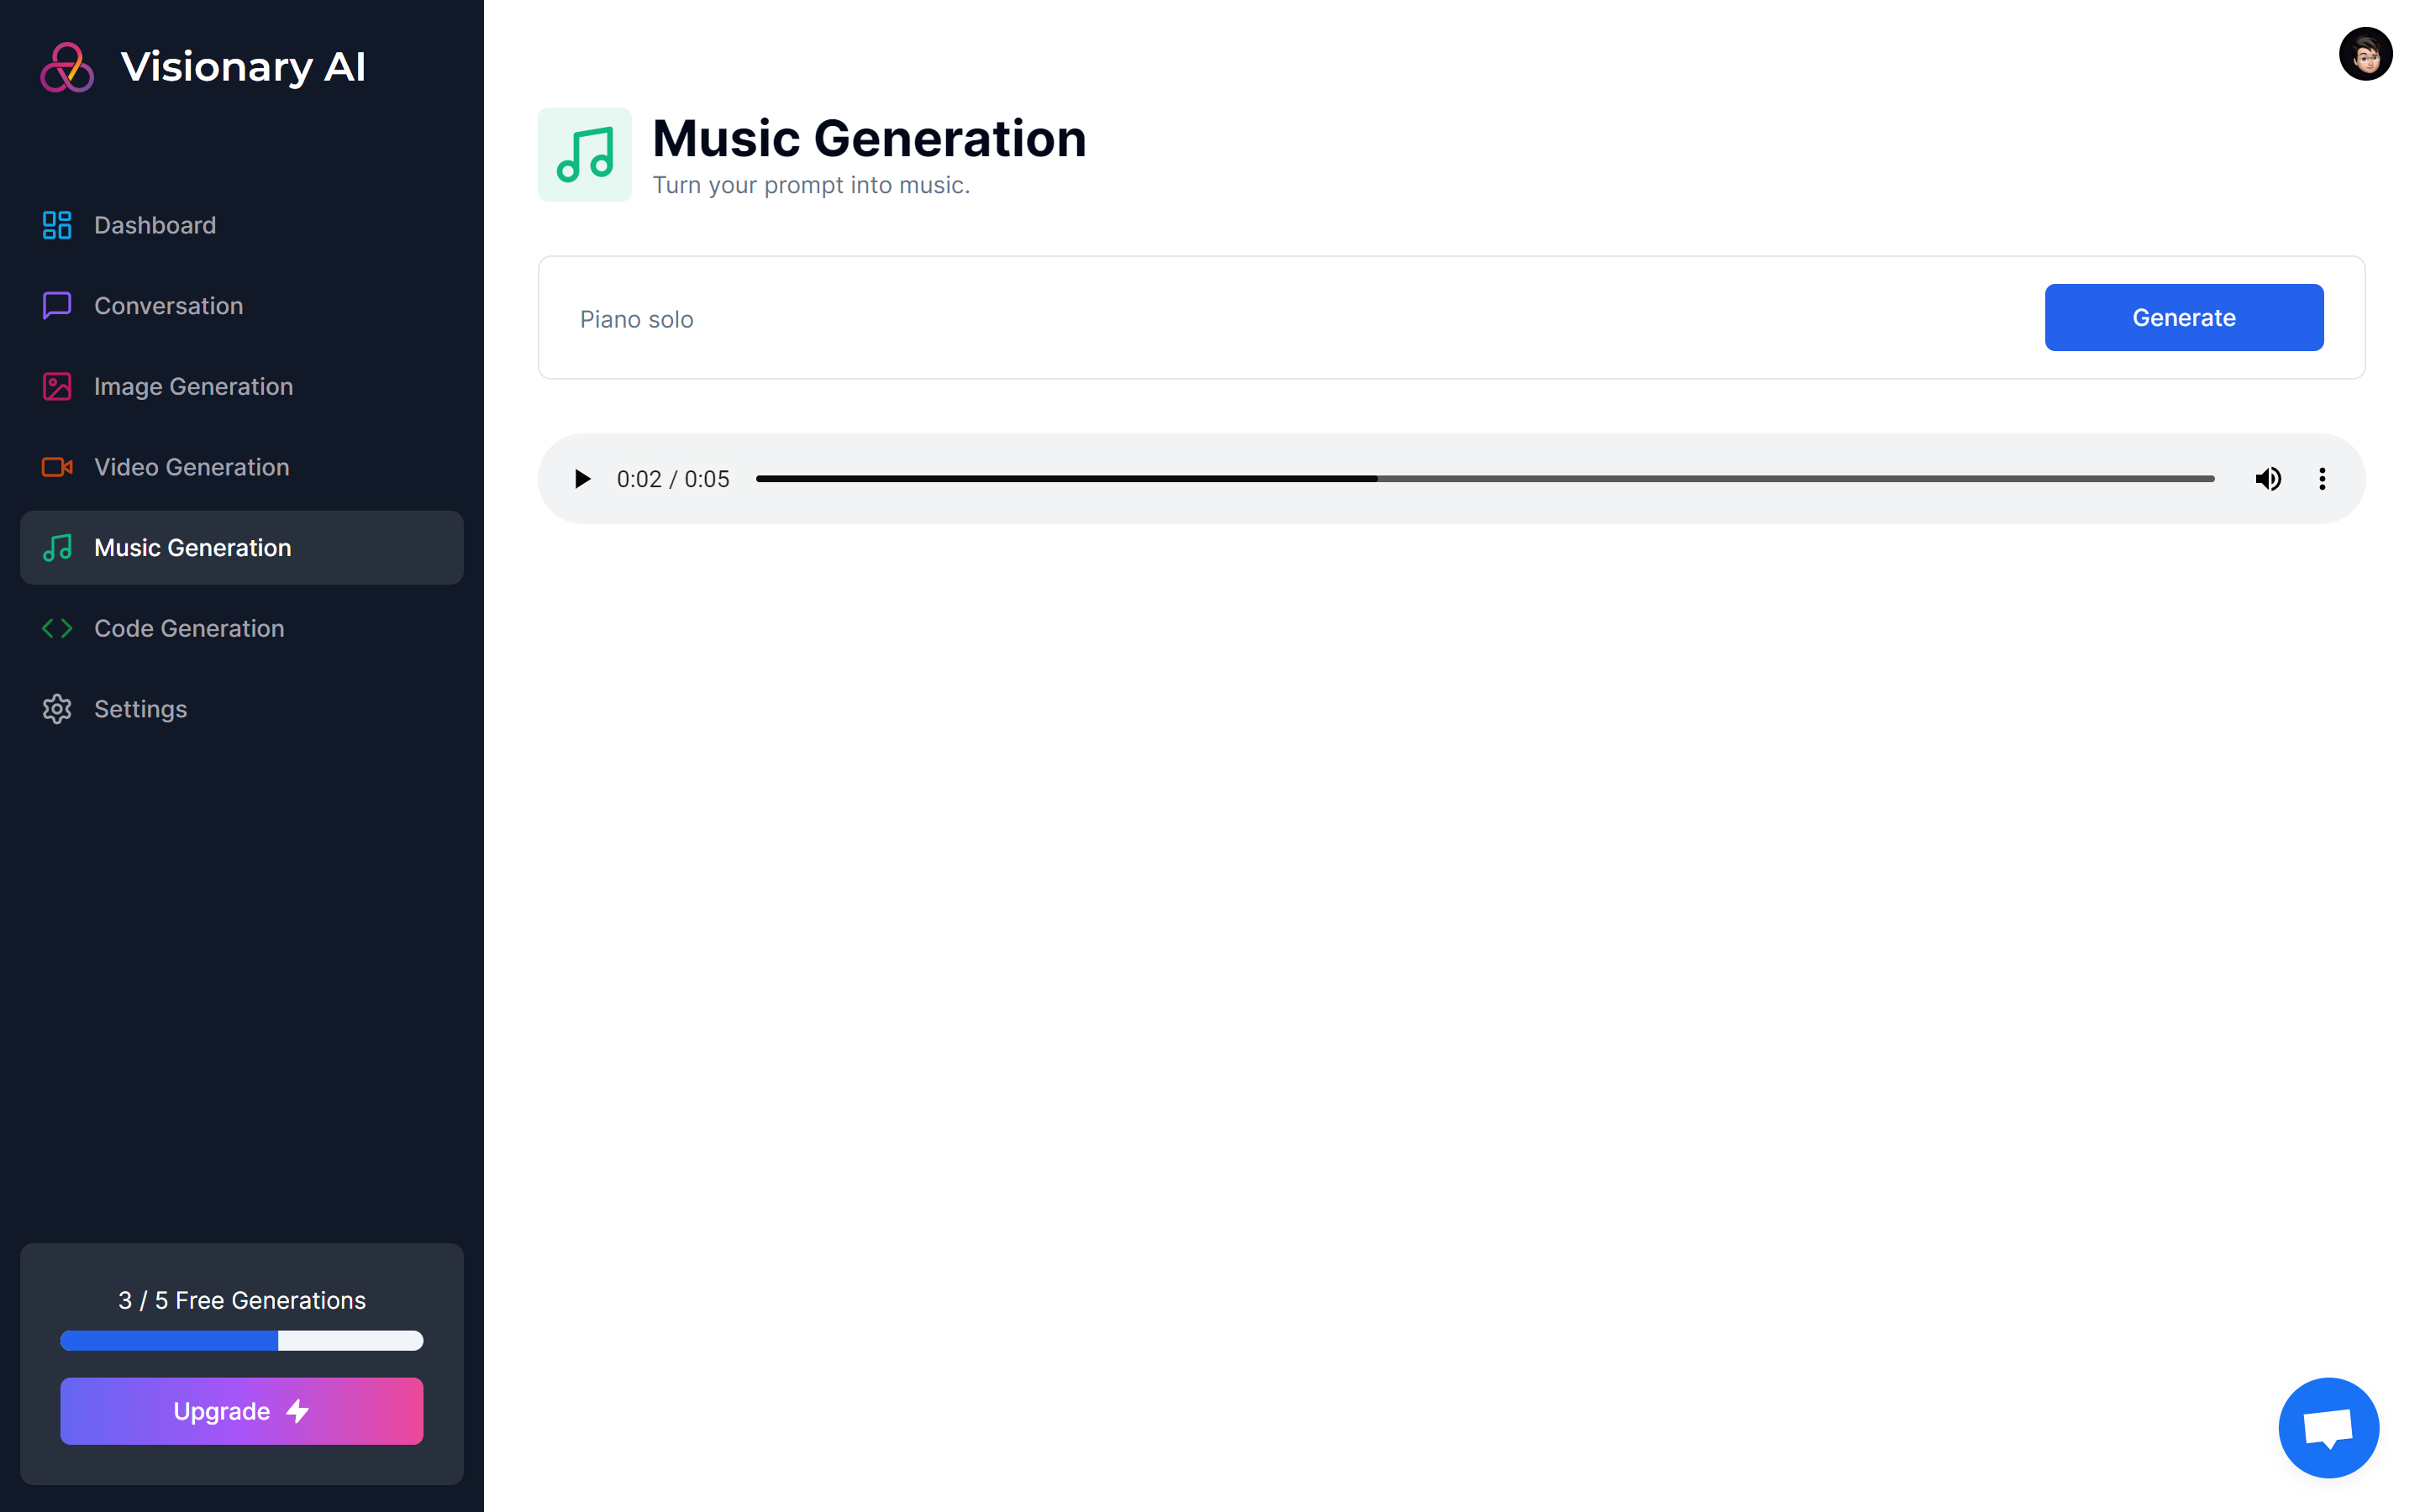 Visionary AI
Dashboard
Conversation
Image Generation
Video Generation
Music Generation
Code Generation
Settings
3 / 5 Free Generations
Upgrade
Music Generation
Turn your prompt into music.
Piano solo
Generate
0:02 / 0:05